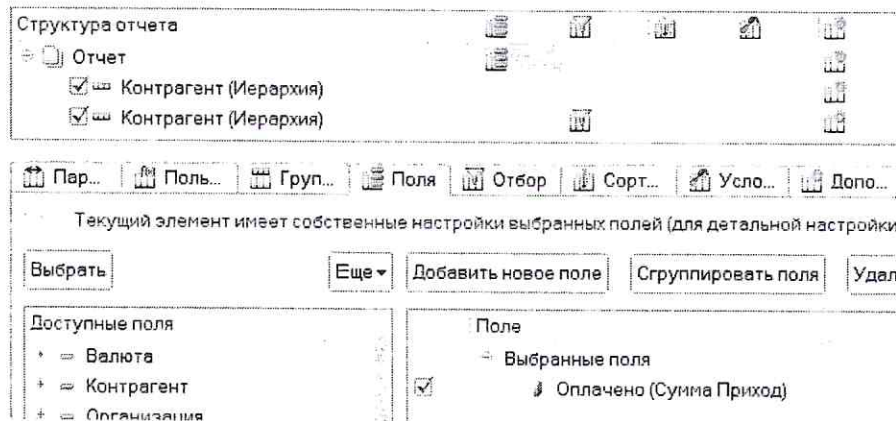 Структура отчета
Отчет
Контрагент (Иерархия)
Контрагент (Иерархия)
Пар... Поль... Груп... Поля Отбор Сорт... Усло... Допо...
Текущий элемент имеет собственные настройки выбранных полей (для детальной настройки
Выбрать Еще Добавить новое поле Сгруппировать поля Удал
Доступные поля Поле
Валюта Выбранные поля
Контрагент Оплачено (Сумма Приход)
Организация